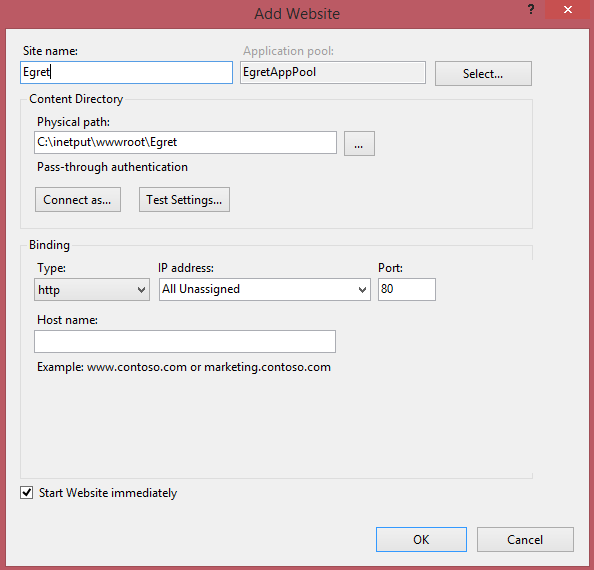 Add Website
?
Site name:
Application pool:
Egret
EgretAppPool
Select...
Content Directory
Physical path:
C:\inetput\wwwroot\Egret
...
Pass-through authentication
Connect as...
Test Settings...
Binding
Type:
IP address:
Port:
http
All Unassigned
80
Host name:
Example: www.contoso.com or marketing.contoso.com
Start Website immediately
OK
Cancel